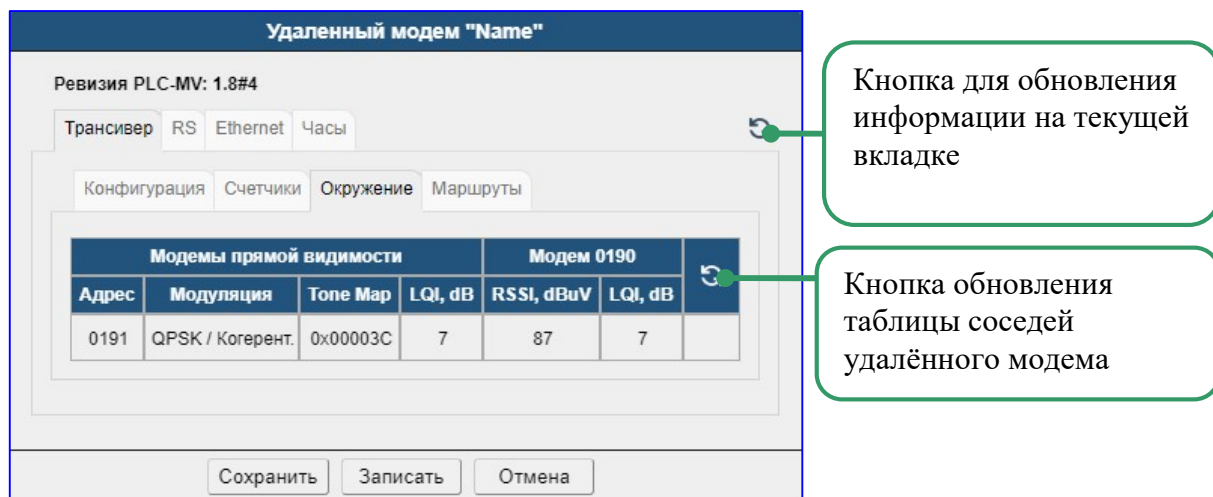 Удаленный модем "Name"
Ревизия PLC-MV: 1.8#4
Трансивер RS Ethernet Часы
Конфигурация Счетчики Окружение Маршруты
Модемы прямой видимости Модем 0190
Адрес Модуляция Tone Map LQI, dB RSSI, dBuV LQI, dB
0191 QPSK / Когерент. 0x00003C 7 87 7
Сохранить Записать Отмена
Кнопка для обновления
информации на текущей
вкладке
Кнопка обновления
таблицы соседей
удалённого модема